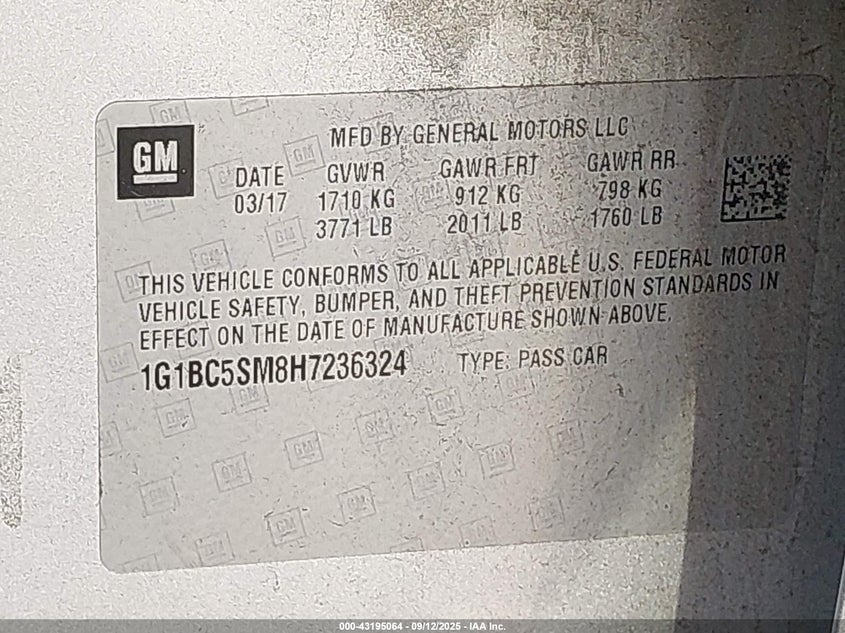 GM
MFD BY GENERAL MOTORS LLC
DATE GVWR GAWR FRT GAWR RR
03/17 1710 KG 912 KG 798 KG
3771 LB 2011 LB 1760 LB
THIS VEHICLE CONFORMS TO ALL APPLICABLE U.S. FEDERAL MOTOR
VEHICLE SAFETY, BUMPER, AND THEFT PREVENTION STANDARDS IN
EFFECT ON THE DATE OF MANUFACTURE SHOWN ABOVE.
1G1BC5SM8H7236324 TYPE: PASS CAR
000-43195064 - 09/12/2025 - IAA Inc.